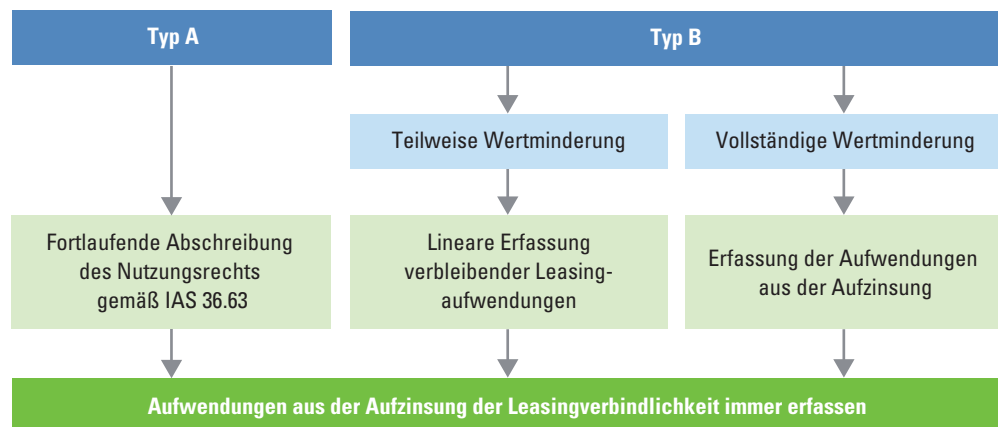 Typ A
Typ B
Teilweise Wertminderung
Vollständige Wertminderung
Fortlaufende Abschreibung
des Nutzungsrechts
gemäß IAS 36.63
Lineare Erfassung
verbleibender Leasing-
aufwendungen
Erfassung der Aufwendungen
aus der Aufzinsung
Aufwendungen aus der Aufzinsung der Leasingverbindlichkeit immer erfassen